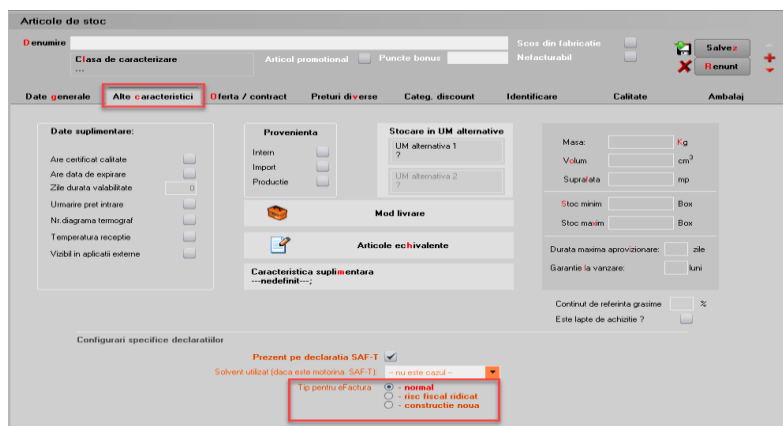 Articole de stoc
Denumire
Scos din fabricatie
Clasa de caracterizare
Articol promotional Puncte bonus
Nefacturabil
...
Salvez
Renunt
Date generale Alte caracteristici Oferta / contract Preturi diverse Categ. discount Identificare Calitate Ambalaj
Date suplimentare:
Are certificat calitate
Are data de expirare
Zile durata valabilitate 0
Urmarire pret intrare
Nr.diagrama termograf
Temperatura receptie
Vizibil in aplicatii externe
Provenienta
Intern
Import
Productie
Stocare in UM alternative
UM alternativa 1
?
UM alternativa 2
?
Mod livrare
Articole echivalente
Caracteristica suplimentara
---nedefinit---;
Masa: Kg
Volum cm3
Suprafata mp
Stoc minim Box
Stoc maxim Box
Durata maxima aprovizionare: zile
Garantie la vanzare: luni
Continut de referinta grasime %
Este lapte de achizitie ?
Configurari specifice declaratiilor
Prezent pe declaratia SAF-T
Solvent utilizat (daca este motorina. SAF-T): -- nu este cazul --
Tip pentru eFactura - normal
- risc fiscal ridicat
- constructie noua